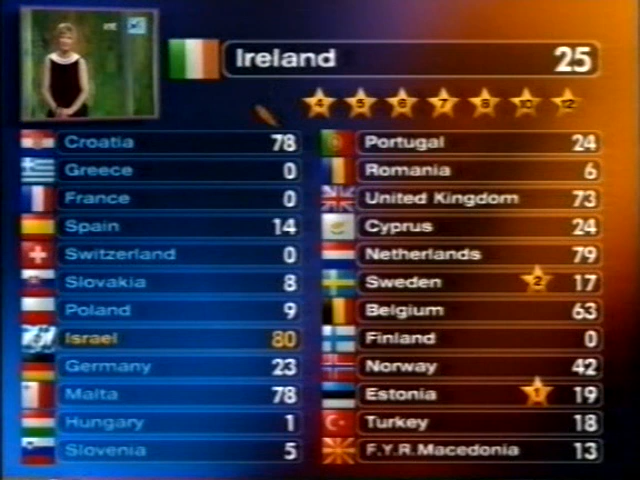 rté
Ireland 25
4 5 6 7 8 10 12
Croatia 78
Greece 0
France 0
Spain 14
Switzerland 0
Slovakia 8
Poland 9
Israel 80
Germany 23
Malta 78
Hungary 1
Slovenia 5
Portugal 24
Romania 6
United Kingdom 73
Cyprus 24
Netherlands 79
Sweden 2 17
Belgium 63
Finland 0
Norway 42
Estonia 1 19
Turkey 18
F.Y.R.Macedonia 13